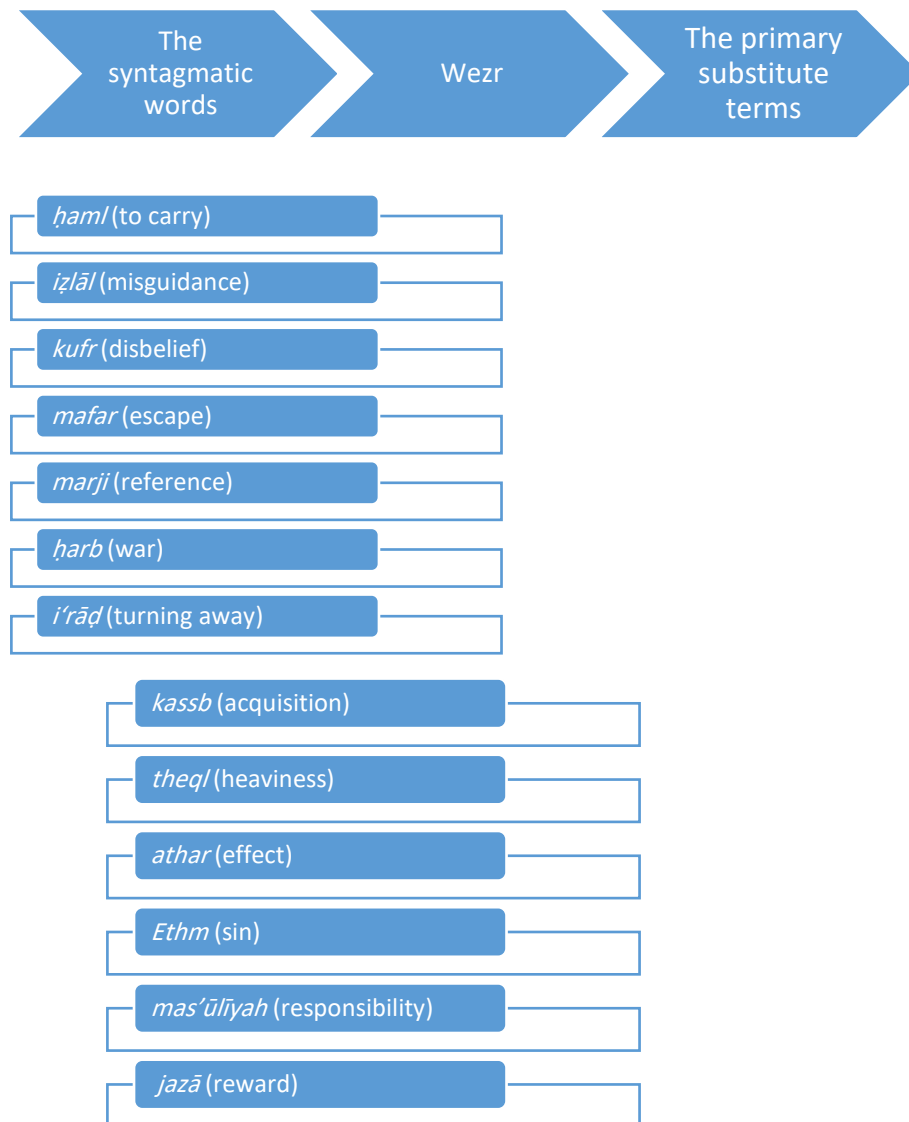 The
syntagmatic
words
Wezr
The primary
substitute
terms
ḥaml (to carry)
iẓlāl (misguidance)
kufr (disbelief)
mafar (escape)
marji (reference)
ḥarb (war)
i‘rāḍ (turning away)
kassb (acquisition)
theql (heaviness)
athar (effect)
Ethm (sin)
mas’ūlīyah (responsibility)
jazā (reward)